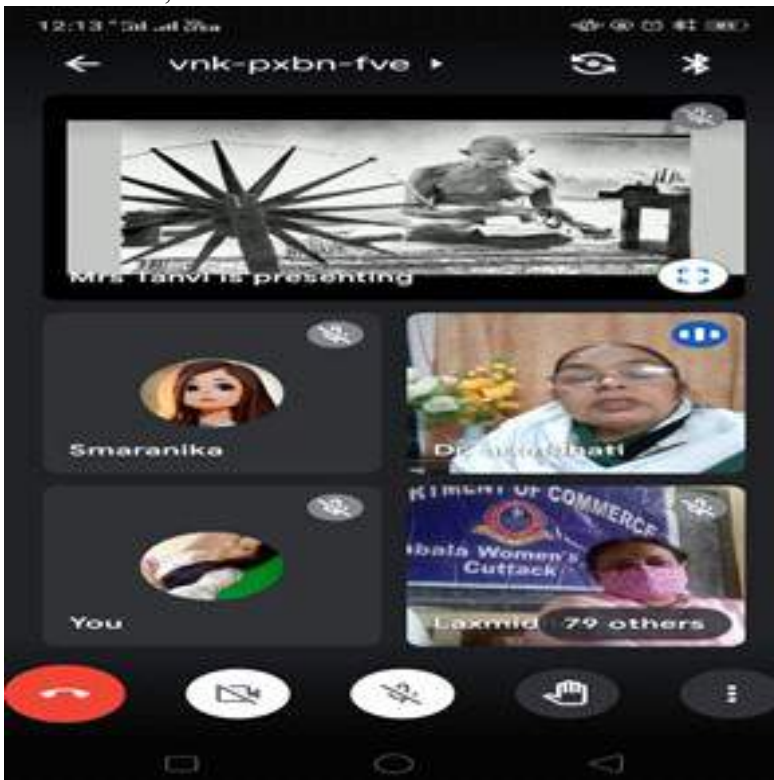 12:13
vnk-pxbn-fve
Mrs Tanvi is presenting
Smaranika
Dr.
You
Laxmid
79 others
RTMENT OF COMMERCE
bala Women's
Cuttack